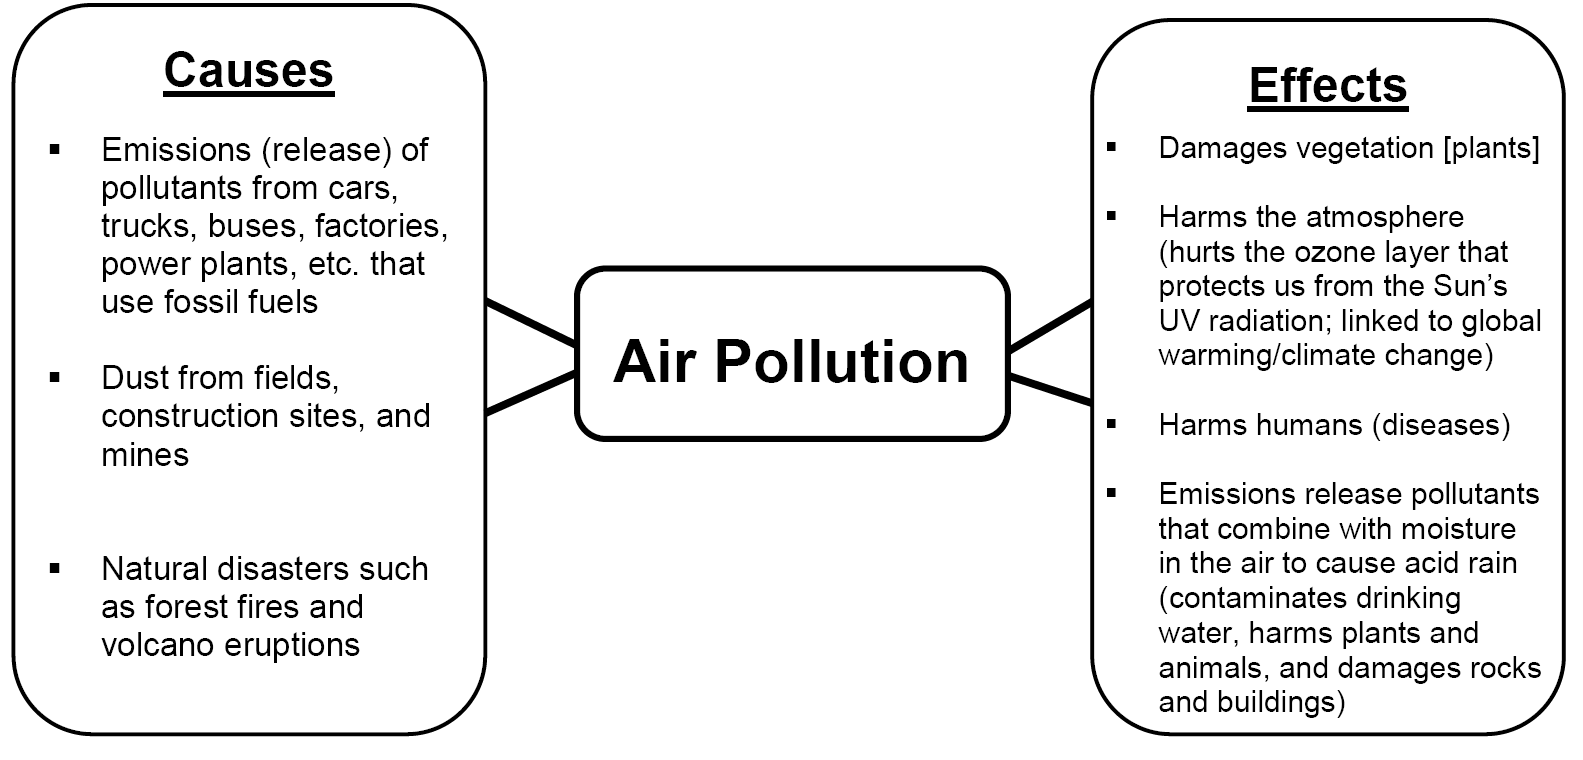 Causes
▪ Emissions (release) of
pollutants from cars,
trucks, buses, factories,
power plants, etc. that
use fossil fuels
▪ Dust from fields,
construction sites, and
mines
▪ Natural disasters such
as forest fires and
volcano eruptions
Air Pollution
Effects
▪ Damages vegetation [plants]
▪ Harms the atmosphere
(hurts the ozone layer that
protects us from the Sun’s
UV radiation; linked to global
warming/climate change)
▪ Harms humans (diseases)
▪ Emissions release pollutants
that combine with moisture
in the air to cause acid rain
(contaminates drinking
water, harms plants and
animals, and damages rocks
and buildings)